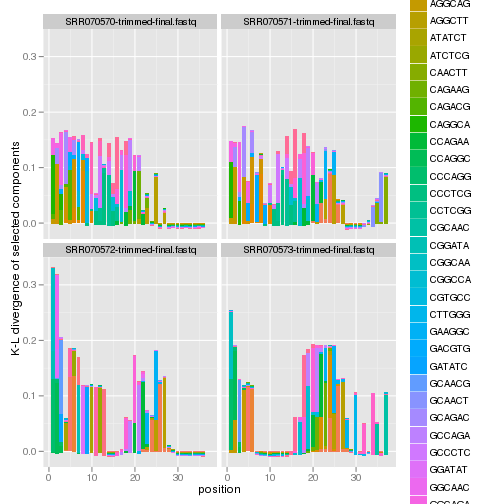 SRR070570-trimmed-final.fastq
SRR070571-trimmed-final.fastq
0.3
0.2
0.1
0.0
SRR070572-trimmed-final.fastq
SRR070573-trimmed-final.fastq
0.3
0.2
0.1
0.0
0
10
20
30
0
10
20
30
position
K-L divergence of selected components
AGGCAG
AGGCTT
ATATCT
ATCTCG
CAACTT
CAGAAG
CAGACG
CAGGCA
CCAGAA
CCAGGC
CCCAGG
CCCTCG
CCTCGG
CGCAAC
CGGATA
CGGCAA
CGGCCA
CGTGCC
CTTGGG
GAAGGC
GACGTG
GATATC
GCAACG
GCAACT
GCAGAC
GCCAGA
GCCCTC
GGATAT
GGCAAC